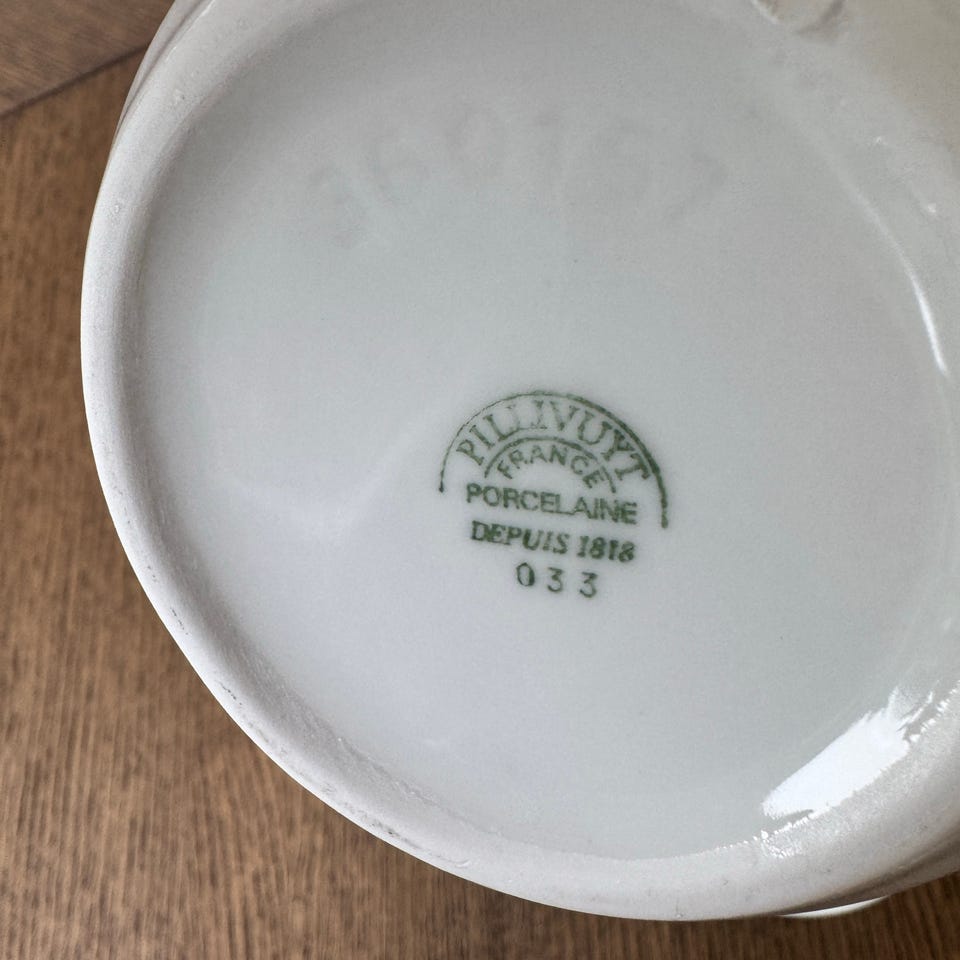 PILLIVUYT
FRANCE
PORCELAINE
DEPUIS 1818
033